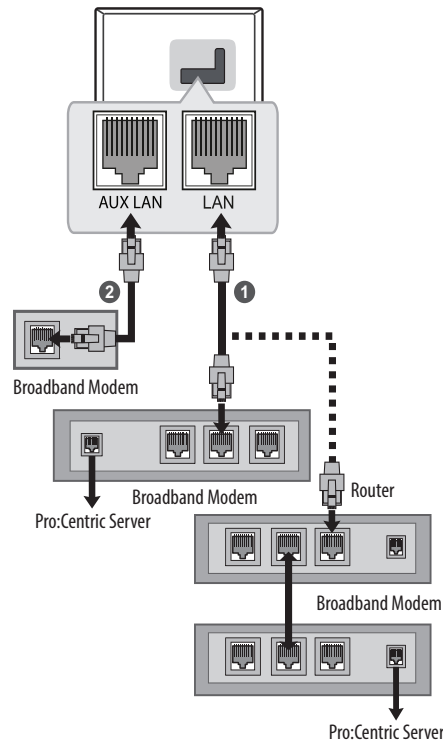 AUX LAN LAN
2 1
Broadband Modem
Broadband Modem
Pro:Centric Server
Router
Broadband Modem
Pro:Centric Server